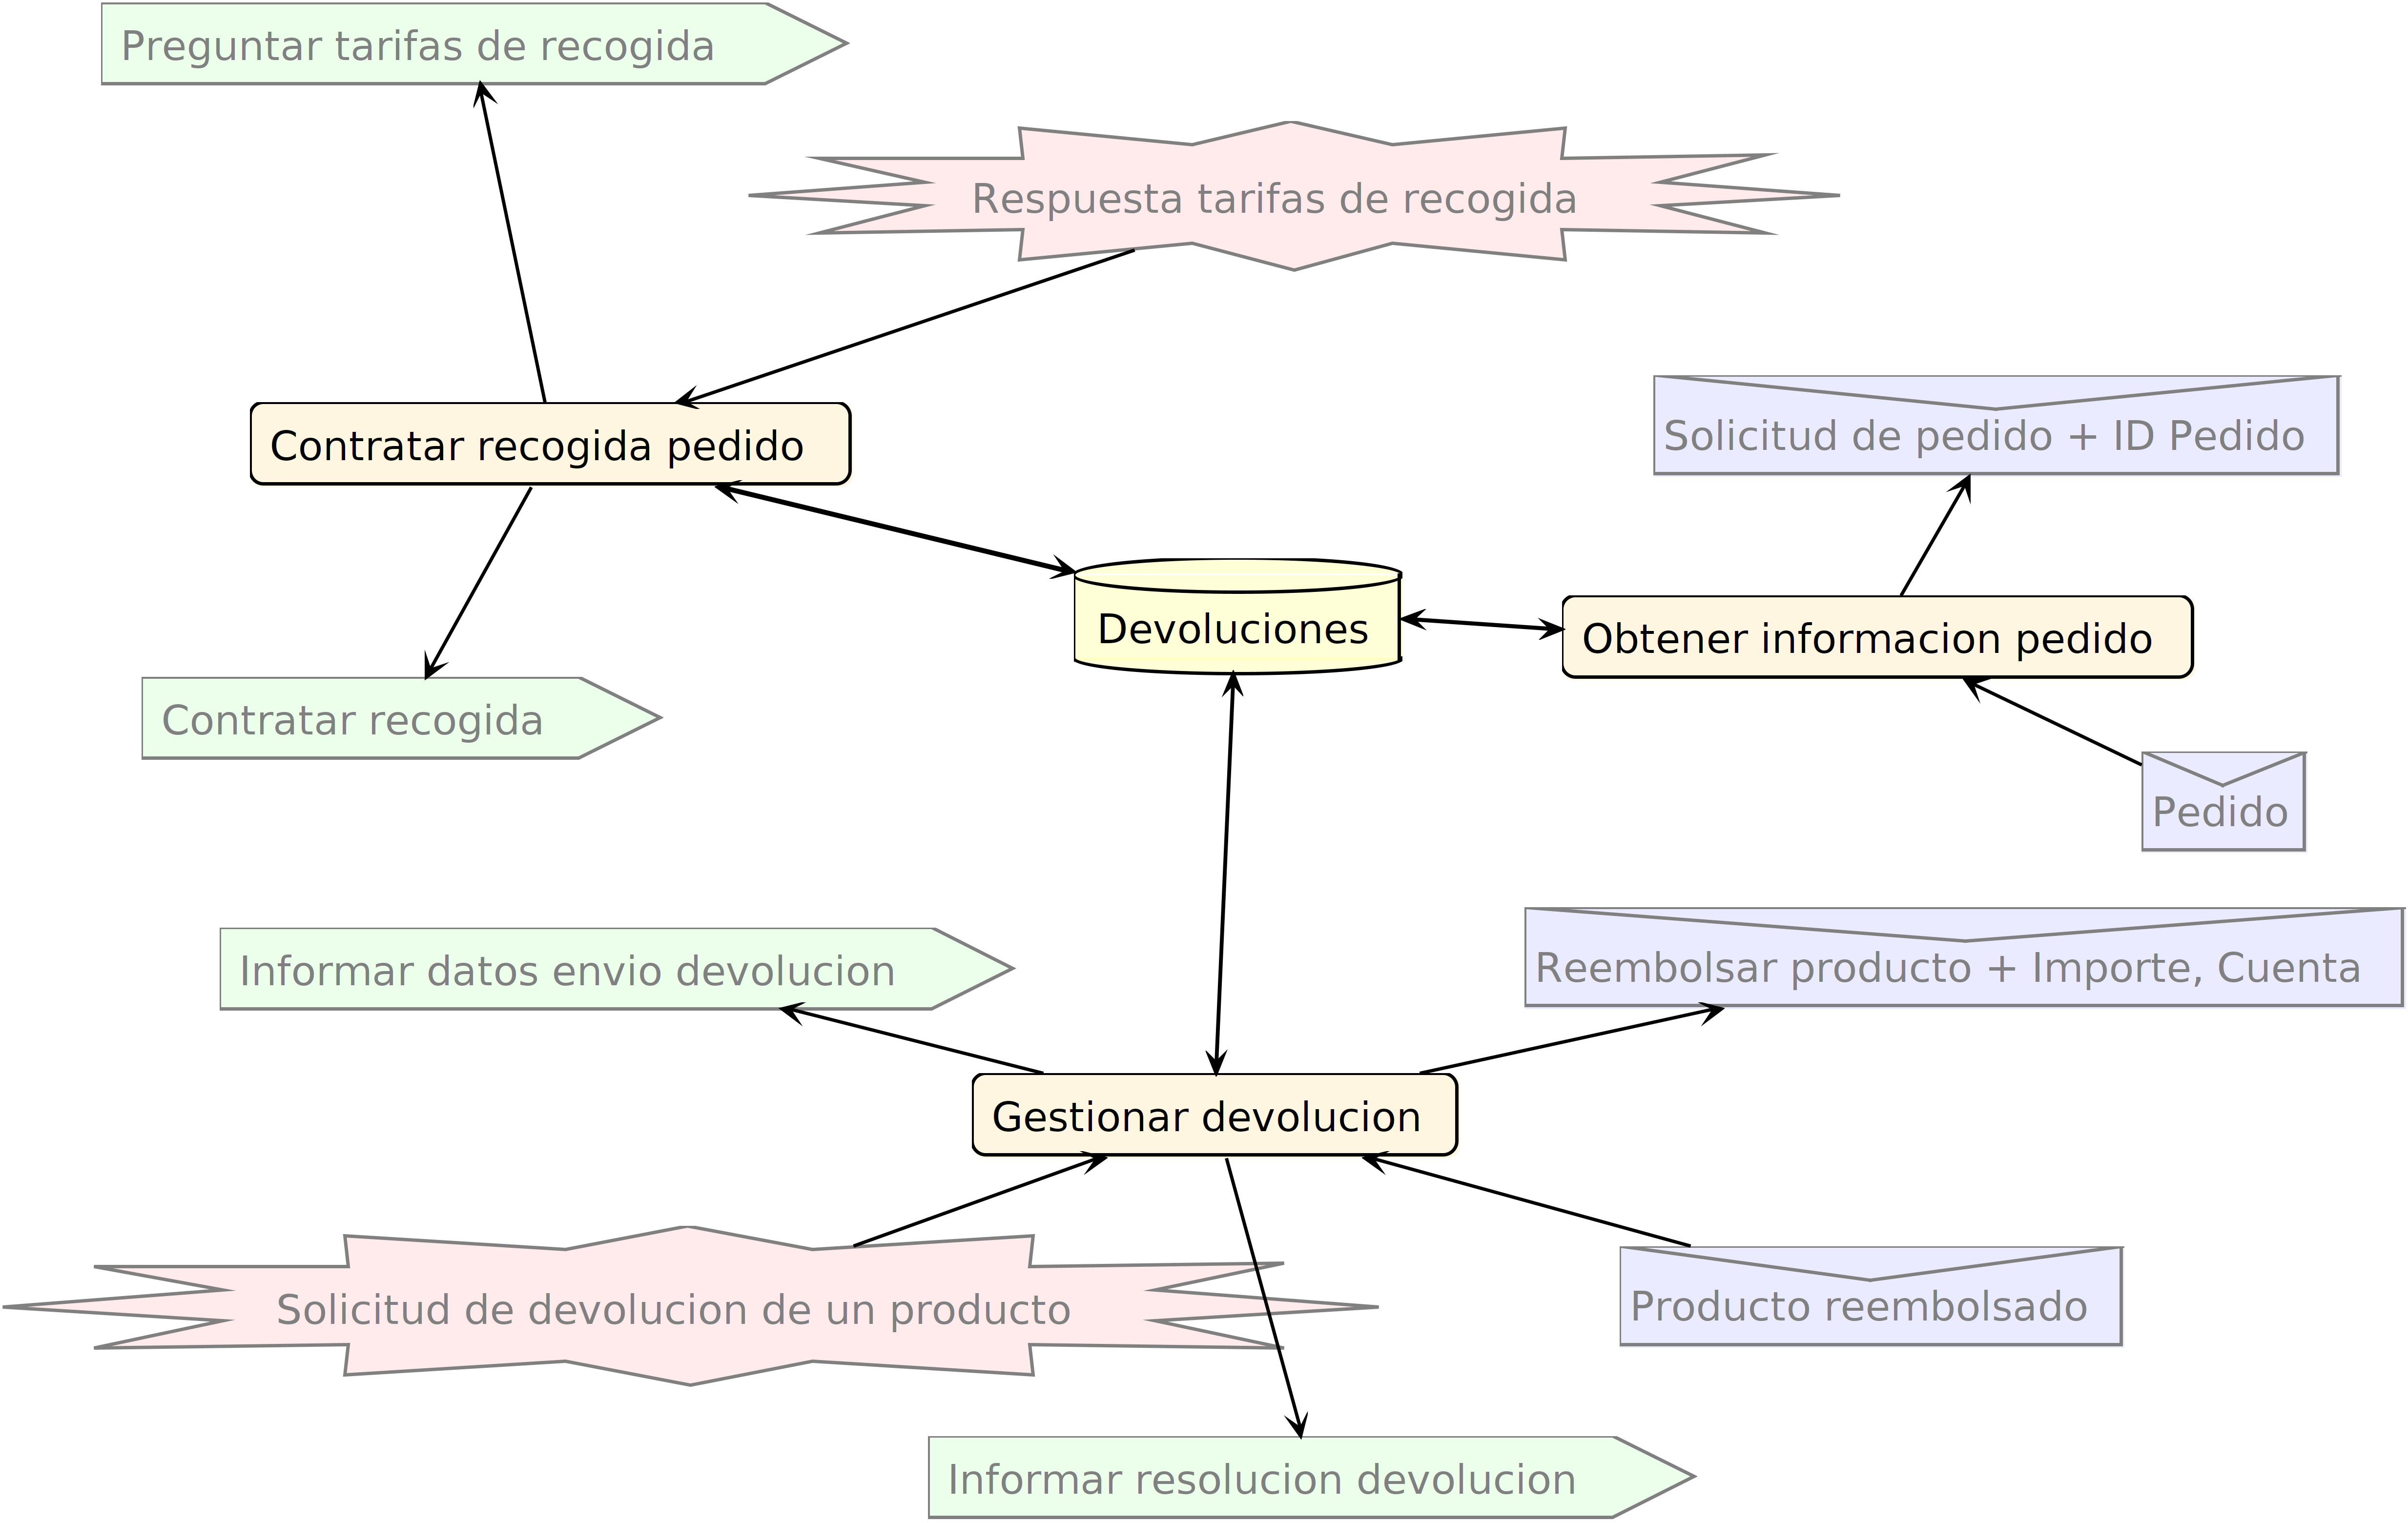 Preguntar tarifas de recogida
Respuesta tarifas de recogida
Contratar recogida pedido
Solicitud de pedido + ID Pedido
Devoluciones
Obtener informacion pedido
Contratar recogida
Pedido
Informar datos envio devolucion
Reembolsar producto + Importe, Cuenta
Gestionar devolucion
Solicitud de devolucion de un producto
Producto reembolsado
Informar resolucion devolucion